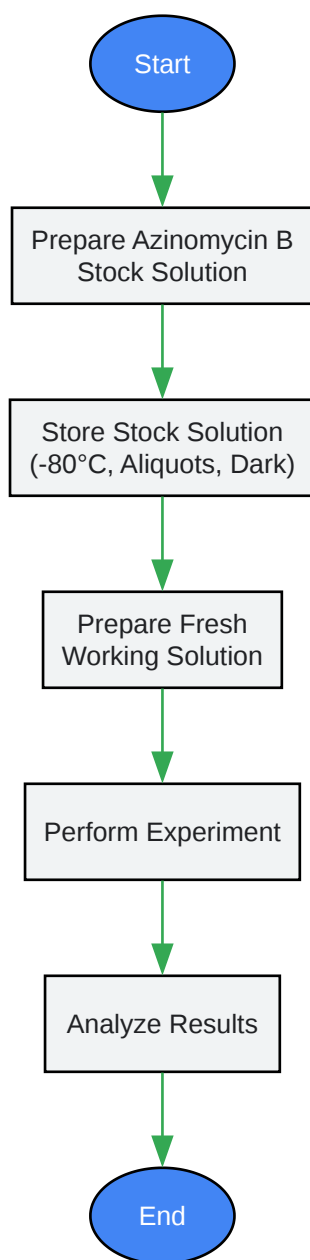 Start
Prepare Azinomycin B
Stock Solution
Store Stock Solution
(-80°C, Aliquots, Dark)
Prepare Fresh
Working Solution
Perform Experiment
Analyze Results
End